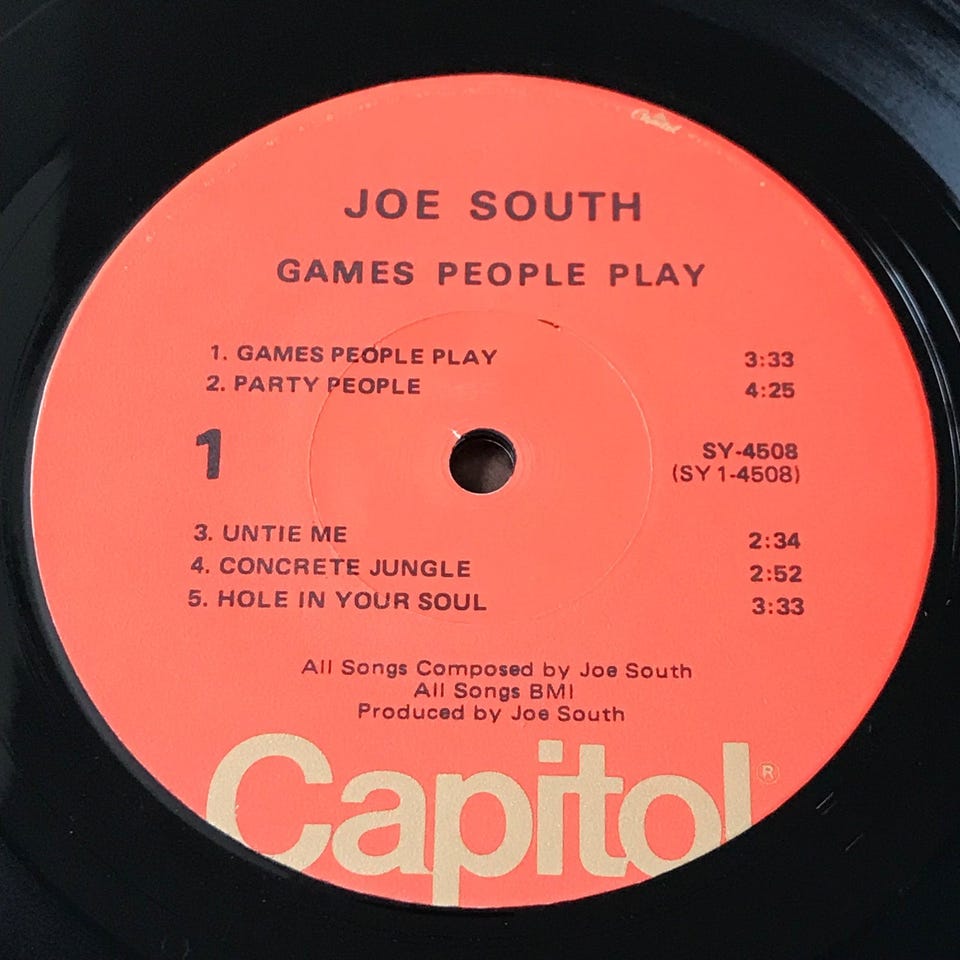 Capitol
JOE SOUTH
GAMES PEOPLE PLAY
1. GAMES PEOPLE PLAY 3:33
2. PARTY PEOPLE 4:25
1 SY-4508
(SY 1-4508)
3. UNTIE ME 2:34
4. CONCRETE JUNGLE 2:52
5. HOLE IN YOUR SOUL 3:33
All Songs Composed by Joe South
All Songs BMI
Produced by Joe South
Capitol ®